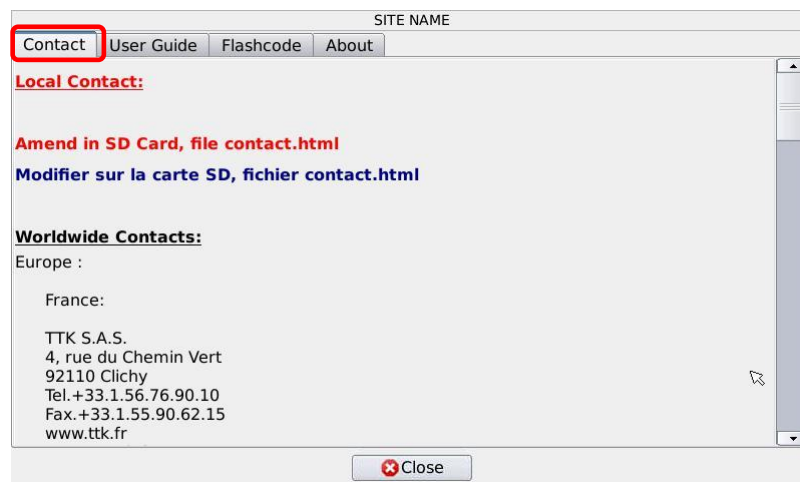 SITE NAME
Contact User Guide Flashcode About
Local Contact:
Amend in SD Card, file contact.html
Modifier sur la carte SD, fichier contact.html
Worldwide Contacts:
Europe :
France:
TTK S.A.S.
4, rue du Chemin Vert
92110 Clichy
Tel.+33.1.56.76.90.10
Fax.+33.1.55.90.62.15
www.ttk.fr
Close